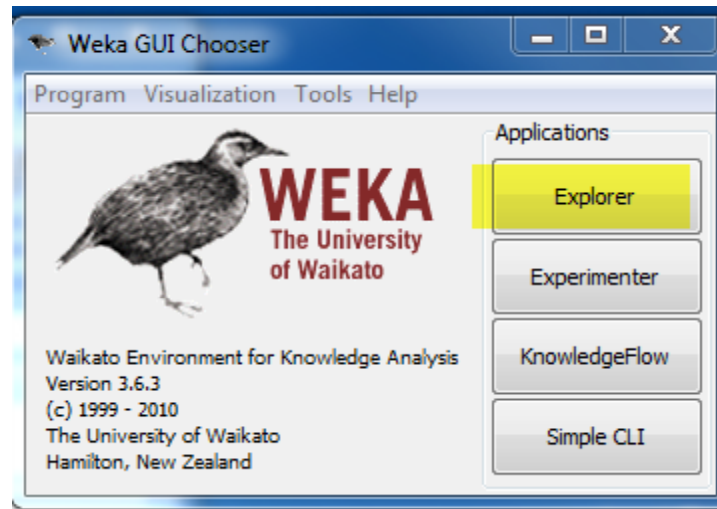 Weka GUI Chooser
Program Visualization Tools Help
WEKA
The University
of Waikato
Waikato Environment for Knowledge Analysis
Version 3.6.3
(c) 1999 - 2010
The University of Waikato
Hamilton, New Zealand
Applications
Explorer
Experimenter
KnowledgeFlow
Simple CLI